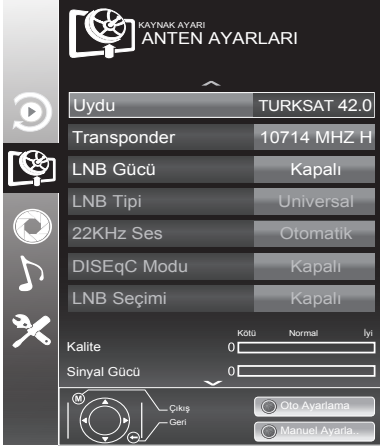 KAYNAK AYARI
ANTEN AYARLARI
Uydu TURKSAT 42.0
Transponder 10714 MHZ H
LNB Gücü Kapalı
LNB Tipi Universal
22KHz Ses Otomatik
DISEqC Modu Kapalı
LNB Seçimi Kapalı
Kötü Normal İyi
Kalite 0
Sinyal Gücü 0
M
Çıkış
Geri
Oto Ayarlama
Manuel Ayarla..